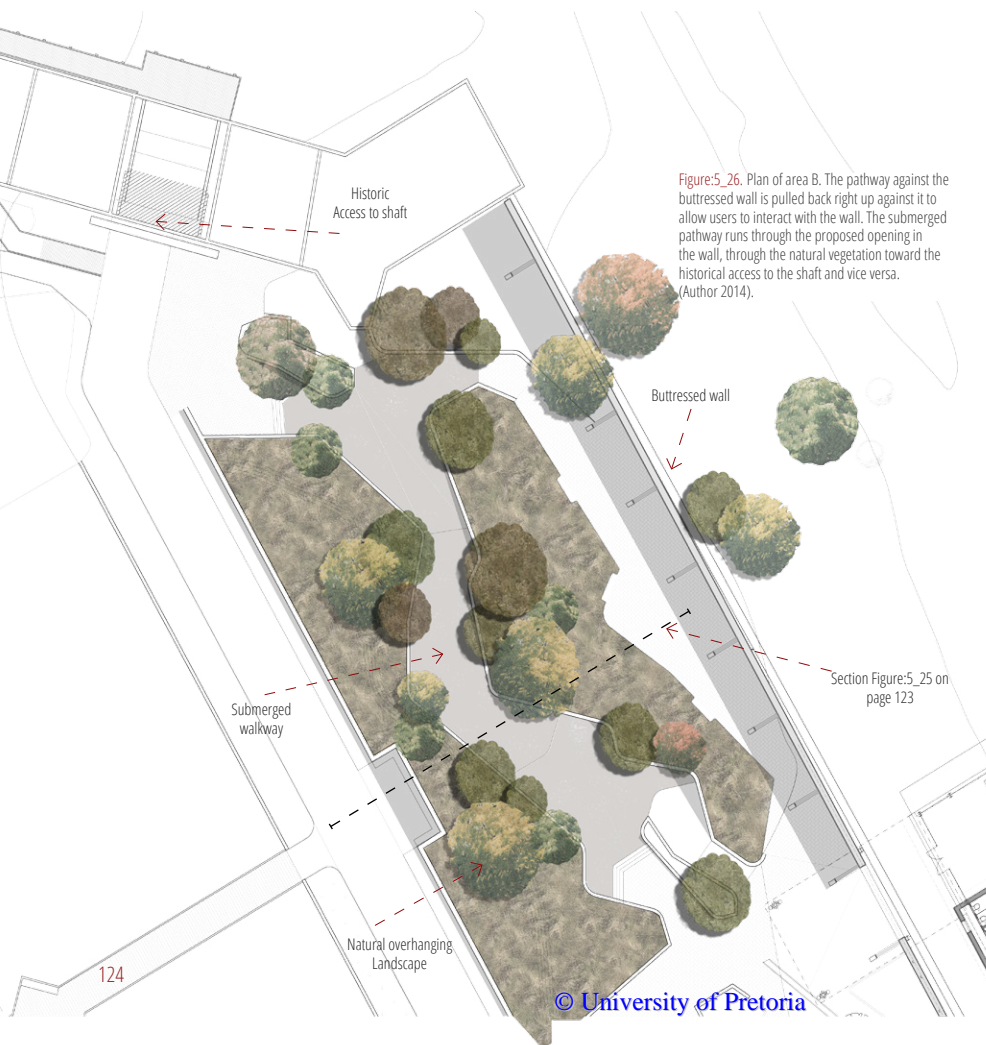 Figure:5_26. Plan of area B. The pathway against the
buttressed wall is pulled back right up against it to
allow users to interact with the wall. The submerged
pathway runs through the proposed opening in
the wall, through the natural vegetation toward the
historical access to the shaft and vice versa.
(Author 2014).
Historic
Access to shaft
Buttressed wall
Section Figure:5_25 on
page 123
Submerged
walkway
Natural overhanging
Landscape
124
© University of Pretoria